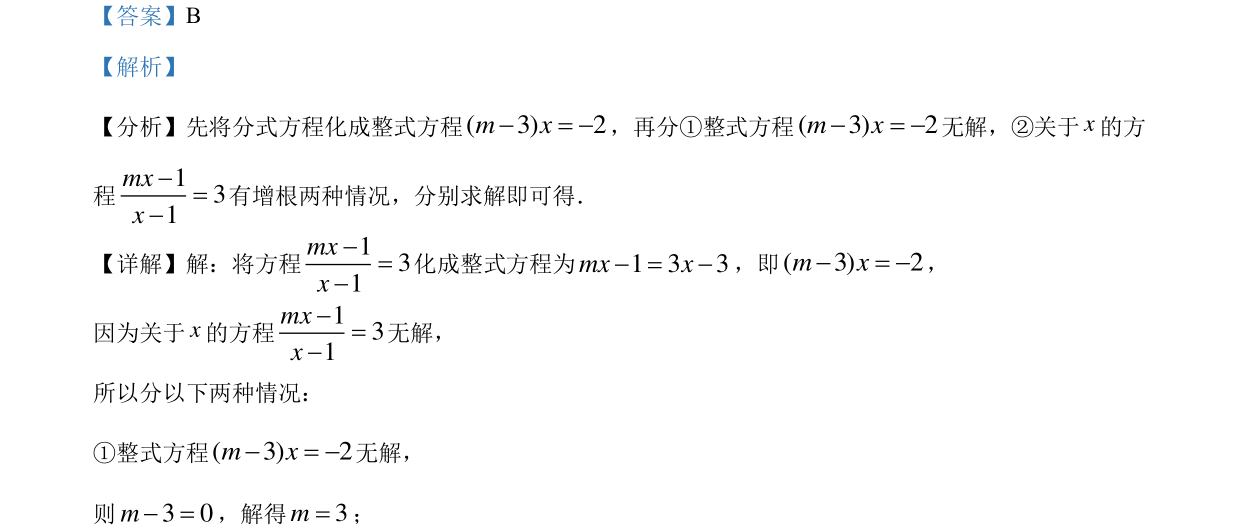 【答案】B
【解析】
【分析】先将分式方程化成整式方程(m−3)x=−2，再分①整式方程(m−3)x=−2无解，②关于x的方
程\frac{mx-1}{x-1}=3有增根两种情况，分别求解即可得．
【详解】解：将方程\frac{mx-1}{x-1}=3化成整式方程为mx−1=3x−3，即(m−3)x=−2，
因为关于x的方程\frac{mx-1}{x-1}=3无解，
所以分以下两种情况：
①整式方程(m−3)x=−2无解，
则m−3=0，解得m=3；